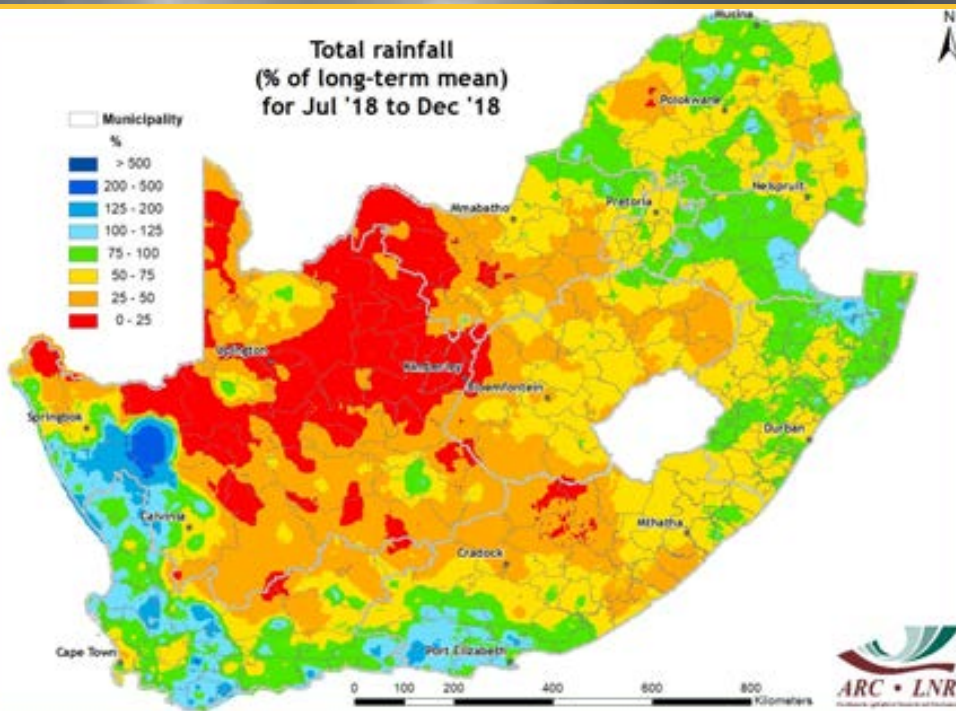 Total rainfall
(% of long-term mean)
for Jul '18 to Dec '18
Municipality
%
> 500
200 - 500
125 - 200
100 - 125
75 - 100
50 - 75
25 - 50
0 - 25
N
Musina
Polokwane
Nelspruit
Mmabatho
Pretoria
Upington
Kimberley
Bloemfontein
Springbok
Durban
Calvinia
Mthatha
Cradock
Cape Town
Port Elizabeth
0 100 200 400 600 800
Kilometers
ARC • LNR